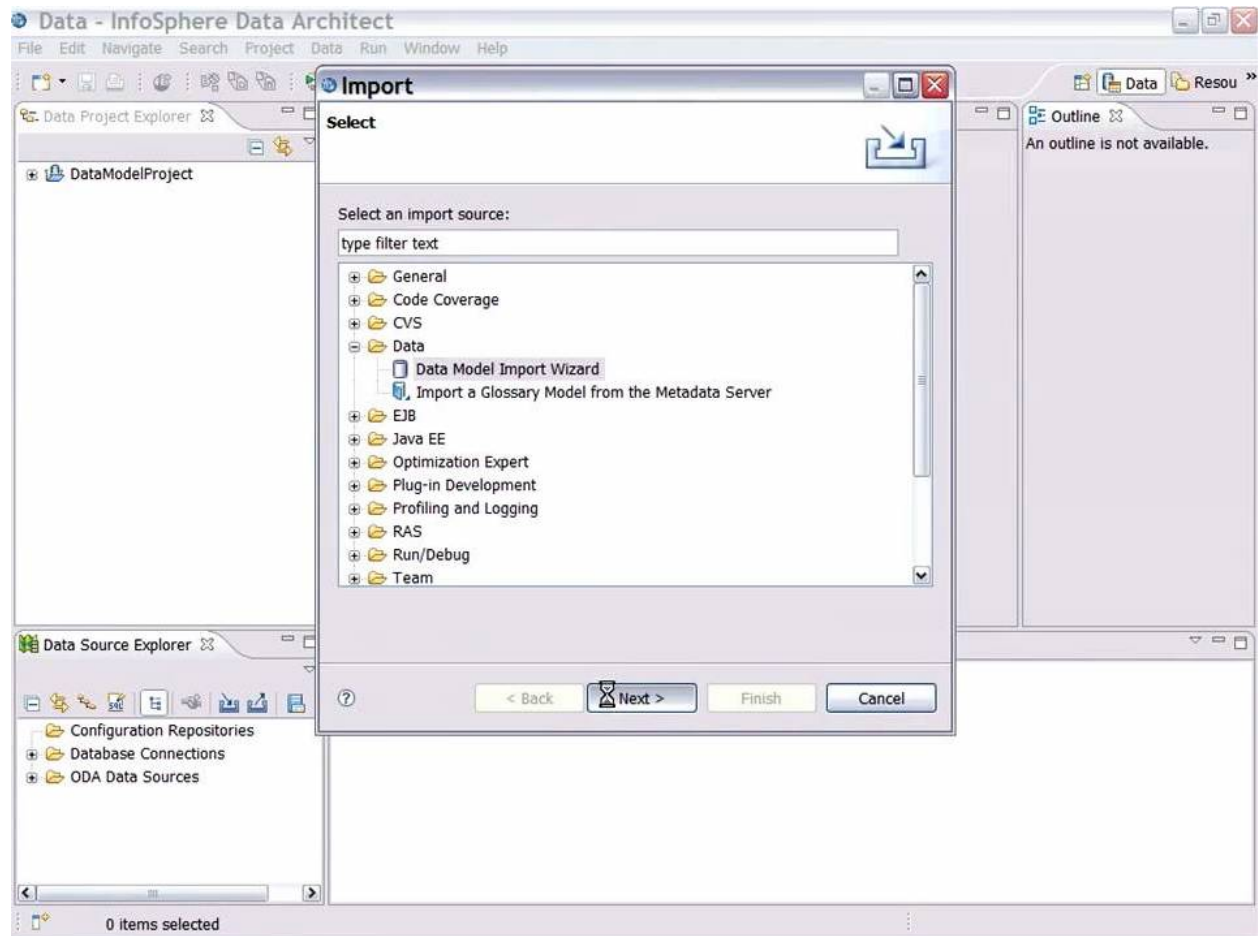 Data - InfoSphere Data Architect
File Edit Navigate Search Project Data Run Window Help
Data
Resou
Data Project Explorer
DataModelProject
Import
Select
Select an import source:
type filter text
General
Code Coverage
CVS
Data
Data Model Import Wizard
Import a Glossary Model from the Metadata Server
EJB
Java EE
Optimization Expert
Plug-in Development
Profiling and Logging
RAS
Run/Debug
Team
< Back
Next >
Finish
Cancel
Outline
An outline is not available.
Data Source Explorer
Configuration Repositories
Database Connections
ODA Data Sources
0 items selected